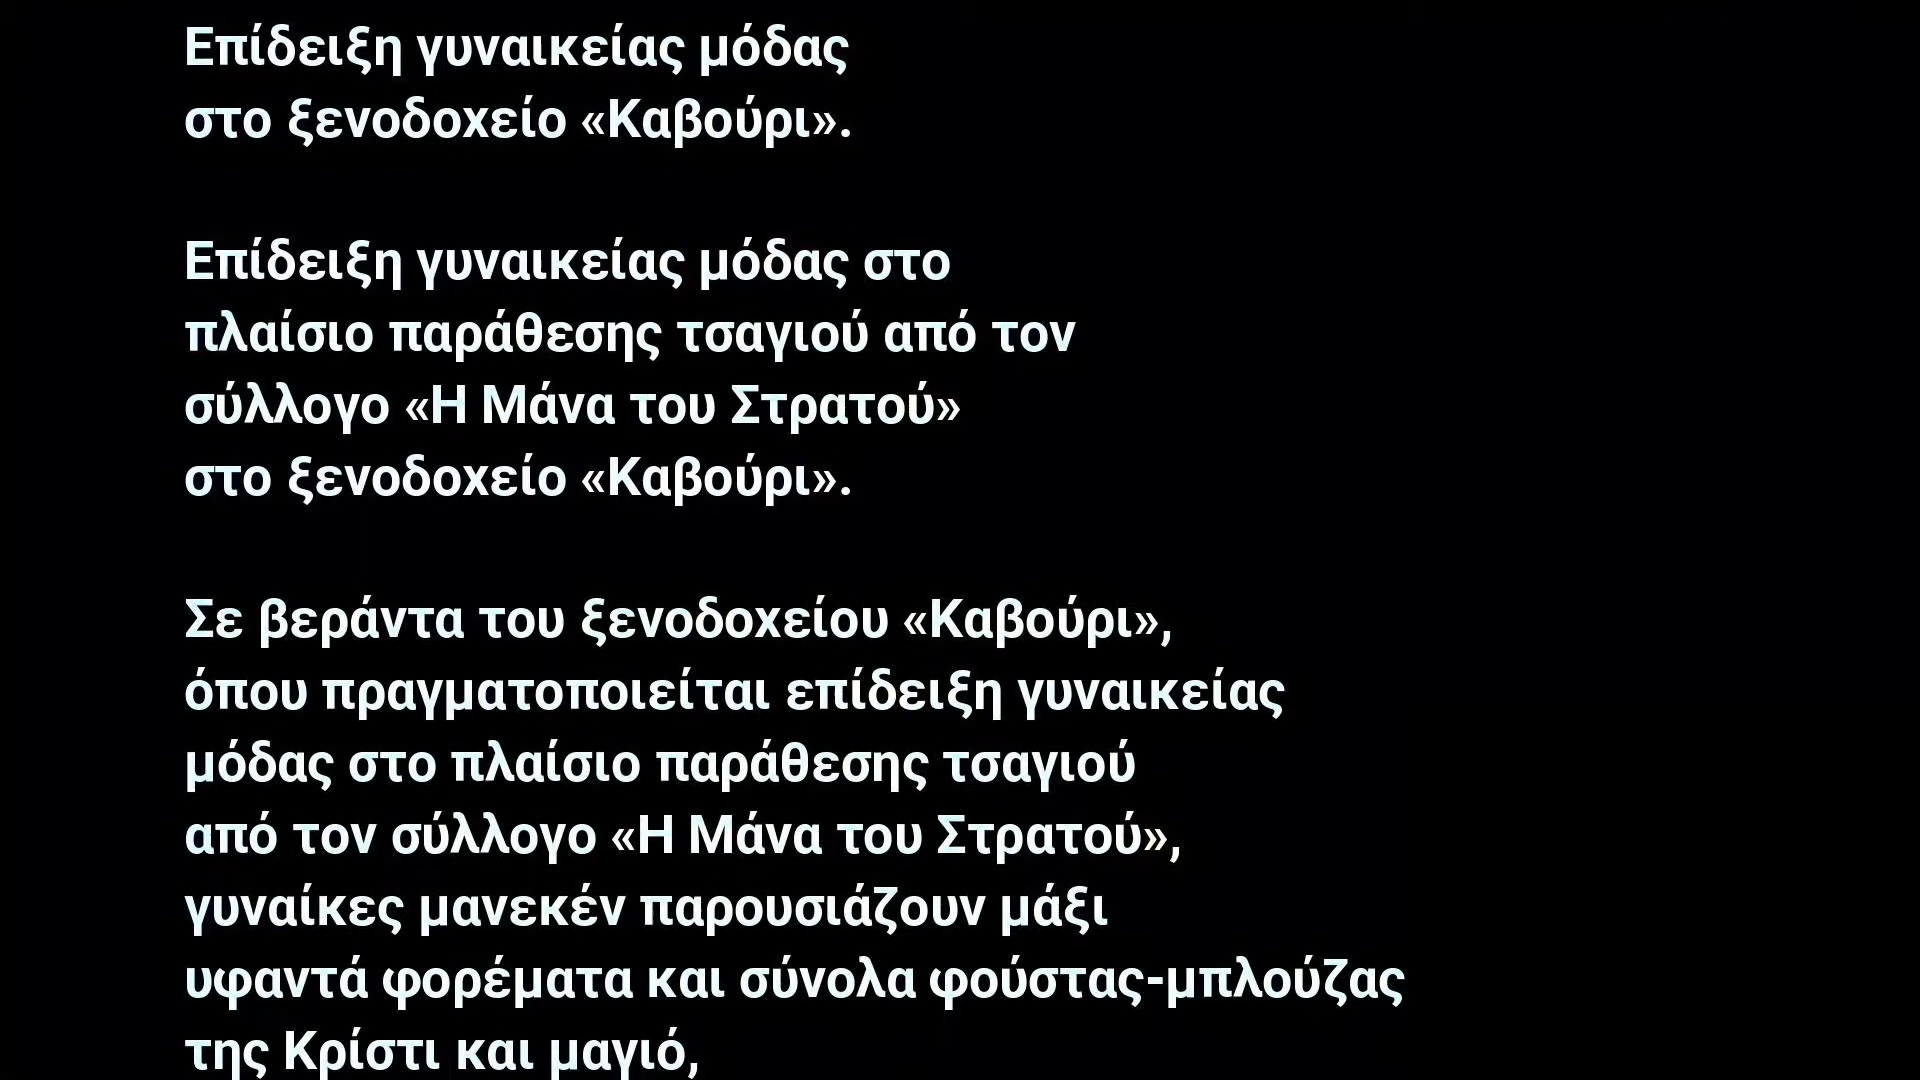 Επίδειξη γυναικείας μόδας
στο ξενοδοχείο «Καβούρι».
Επίδειξη γυναικείας μόδας στο
πλαίσιο παράθεσης τσαγιού από τον
σύλλογο «Η Μάνα του Στρατού»
στο ξενοδοχείο «Καβούρι».
Σε βεράντα του ξενοδοχείου «Καβούρι»,
όπου πραγματοποιείται επίδειξη γυναικείας
μόδας στο πλαίσιο παράθεσης τσαγιού
από τον σύλλογο «Η Μάνα του Στρατού»,
γυναίκες μανεκέν παρουσιάζουν μάξι
υφαντά φορέματα και σύνολα φούστας-μπλούζας
της Κρίστι και μαγιό,